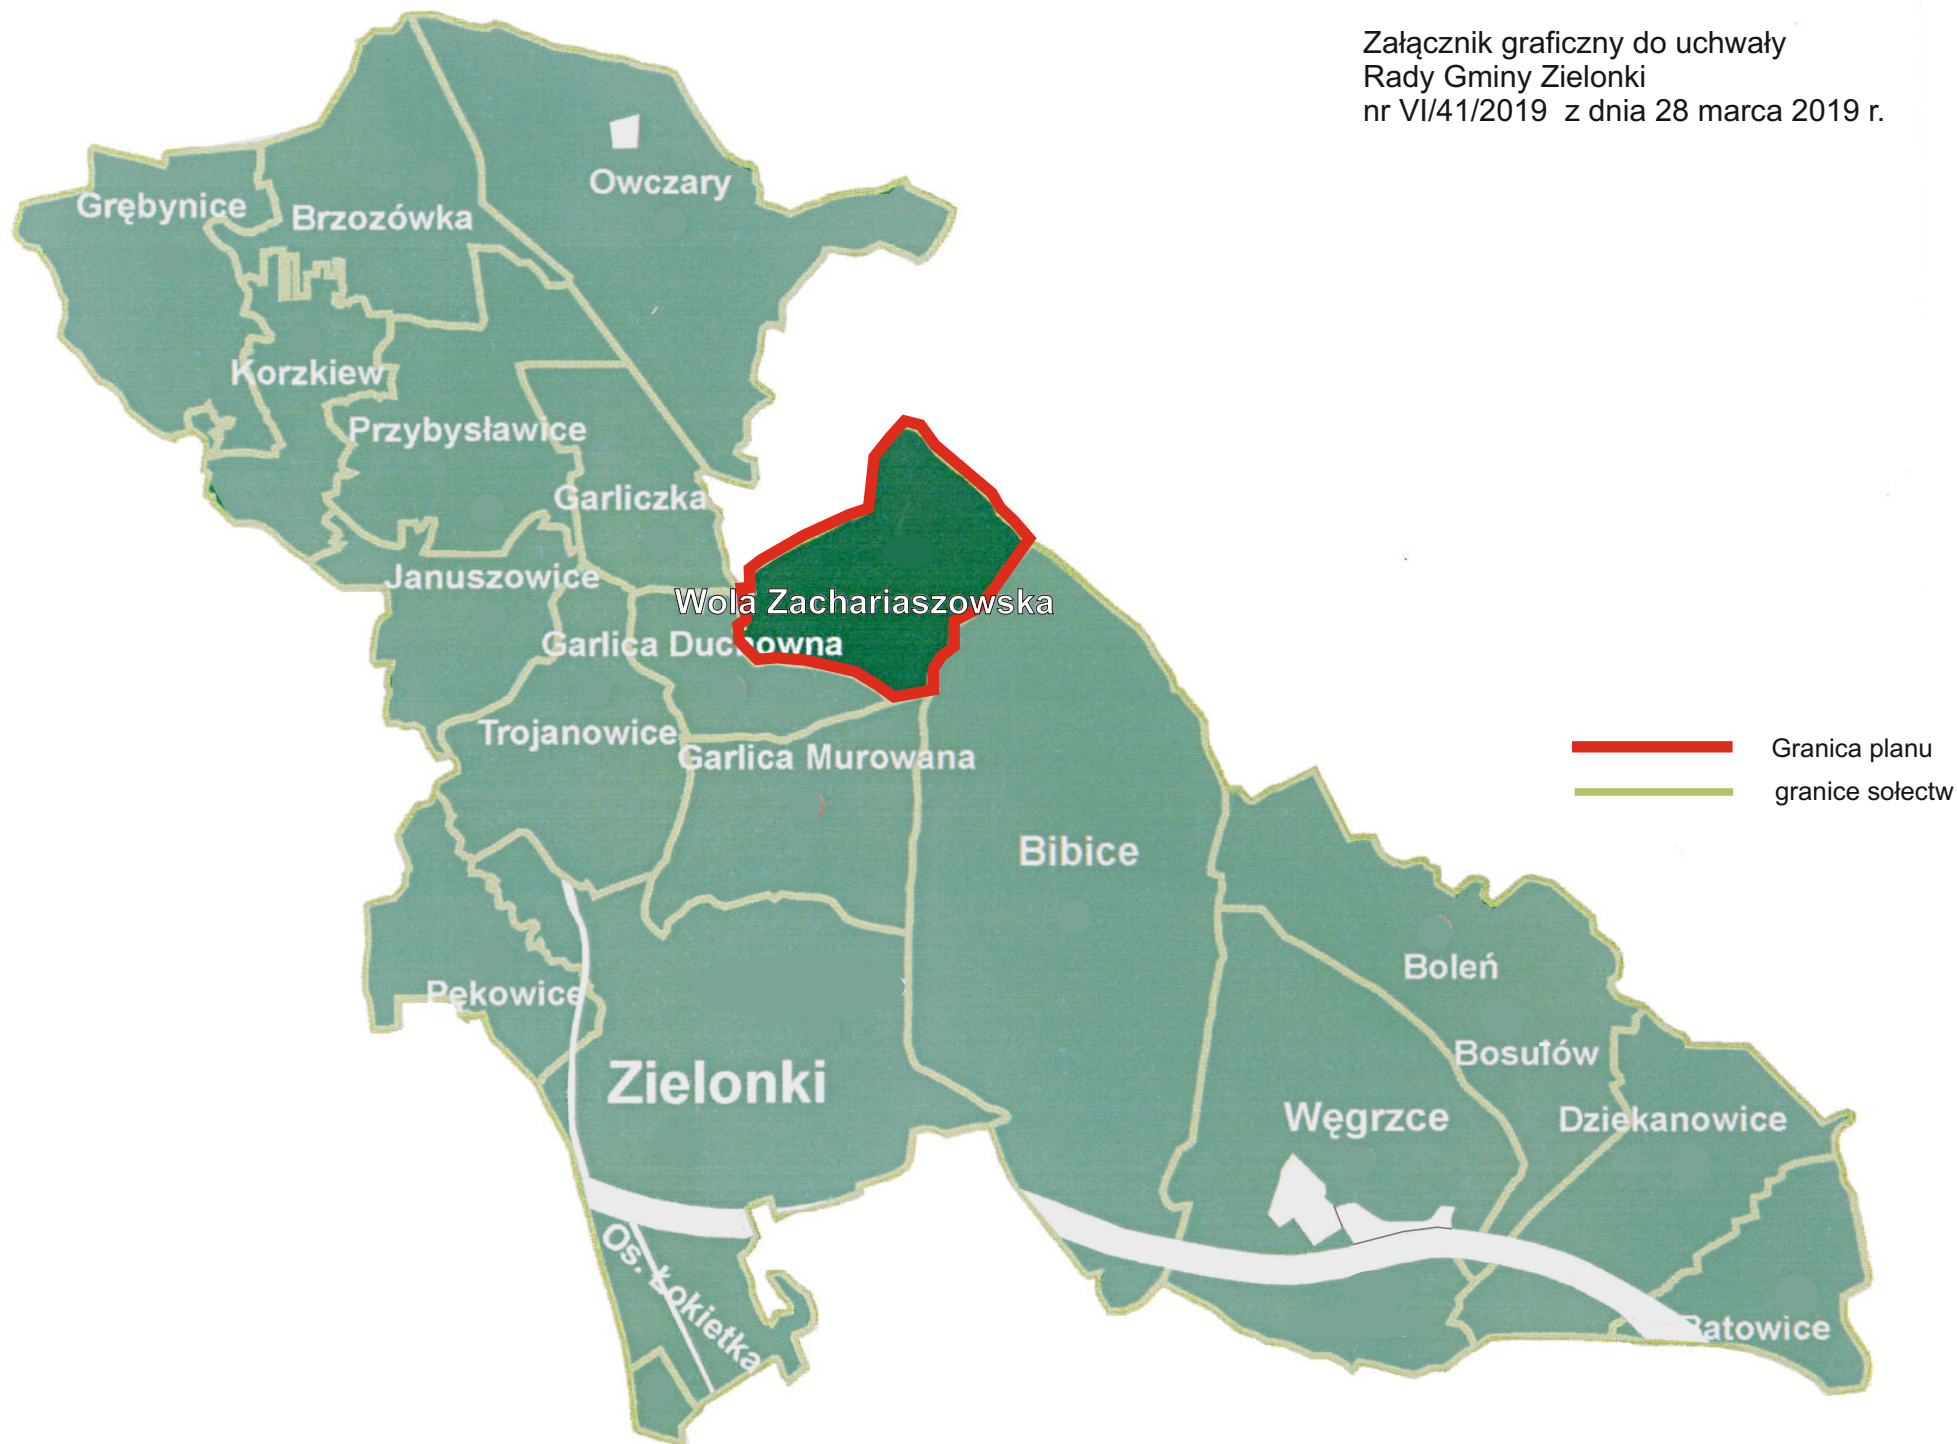 Załącznik graficzny do uchwały
Rady Gminy Zielonki
nr VI/41/2019 z dnia 28 marca 2019 r.
Owczary
Grębynice
Brzozówka
Korzkiew
Przybysławice
Garliczka
Januszowice
Wola Zachariaszowska
Garlica Duchowna
Trojanowice
Garlica Murowana
Granica planu
granice sołectw
Bibice
Boleń
Pękowice
Bosutów
Zielonki
Węgrzce
Dziekanowice
Os. Łokietka
Batowice